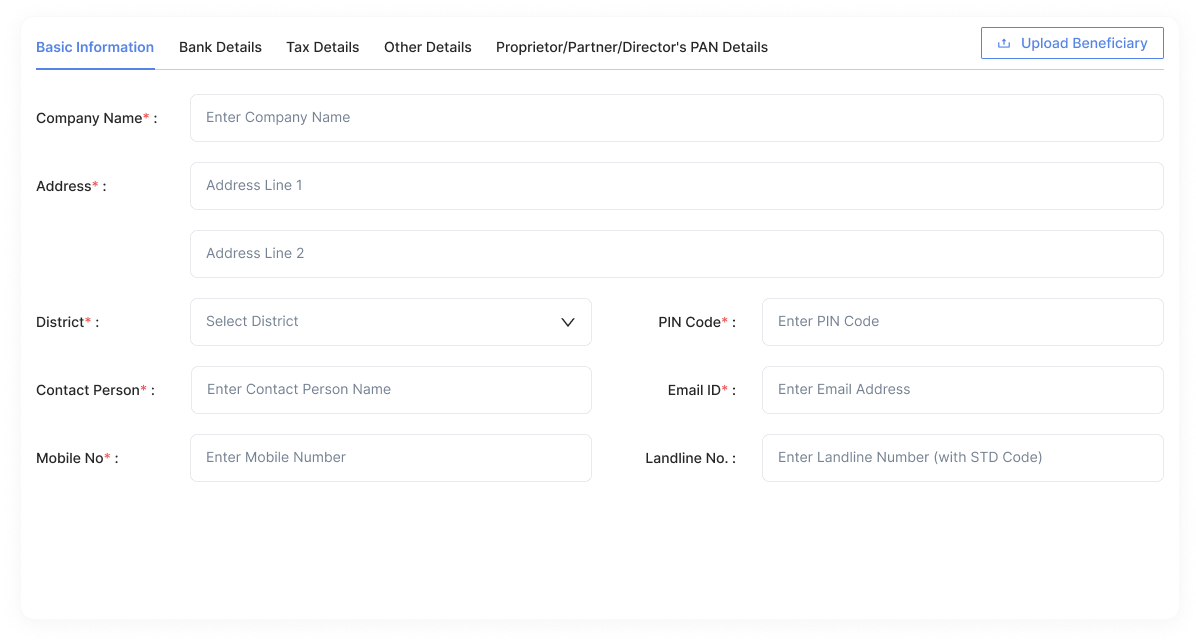 Basic Information Bank Details Tax Details Other Details Proprietor/Partner/Director's PAN Details Upload Beneficiary
Company Name* : Enter Company Name
Address* : Address Line 1
Address Line 2
District* : Select District PIN Code* : Enter PIN Code
Contact Person* : Enter Contact Person Name Email ID* : Enter Email Address
Mobile No* : Enter Mobile Number Landline No. : Enter Landline Number (with STD Code)